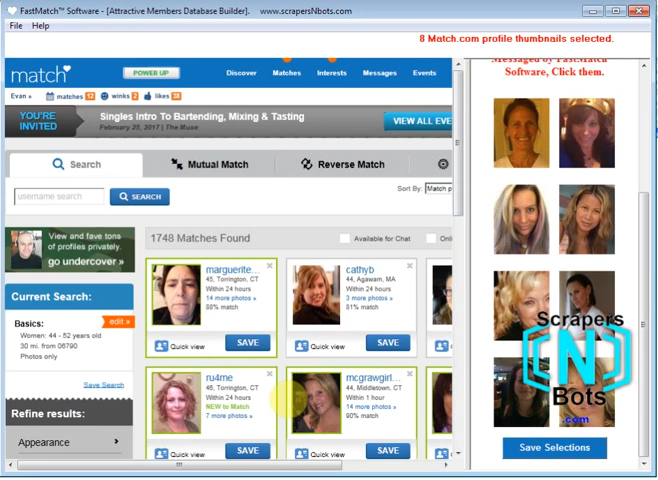 FastMatch™ Software - [Attractive Members Database Builder]. www.scrapersNbots.com
File Help
8 Match.com profile thumbnails selected.
match
POWER UP
Discover Matches Interests Messages Events
Evan » matches 12 winks 2 likes
YOU'RE
INVITED
Singles Intro To Bartending, Mixing & Tasting
February 25, 2017 | The Muse
VIEW ALL EVE
Search Mutual Match Reverse Match
username search SEARCH
Sort By: Match p
View and fave tons
of profiles privately.
go undercover »
1748 Matches Found Available for Chat Onl
Current Search:
Basics: edit »
Women: 44 - 52 years old
30 mi. from 06790
Photos only
Save Search
Refine results:
Appearance
marguerite...
45, Torrington, CT
Within 24 hours
14 more photos »
88% match
Quick view SAVE
cathyb
44, Agawam, MA
Within 24 hours
3 more photos »
81% match
Quick view SAVE
ru4me
46, Torrington, CT
Within 24 hours
NEW to Match
7 more photos »
Quick view SAVE
mcgrawgirl...
44, Middletown, CT
Within 1 hour
14 more photos »
90% match
Quick view SAVE
Messaged by FastMatch
Software, Click them.
Scrapers
N
Bots
.com
Save Selections